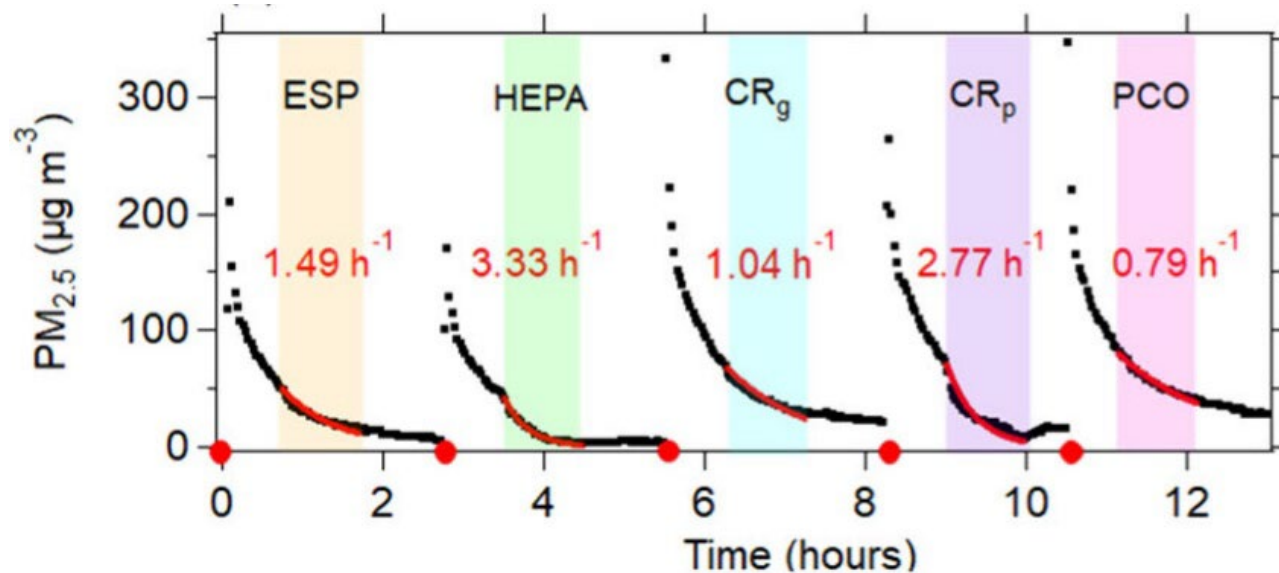 PM2.5 (µg m-3)
300
200
100
0
ESP
HEPA
CRg
CRp
PCO
1.49 h-1
3.33 h-1
1.04 h-1
2.77 h-1
0.79 h-1
0
2
4
6
8
10
12
Time (hours)